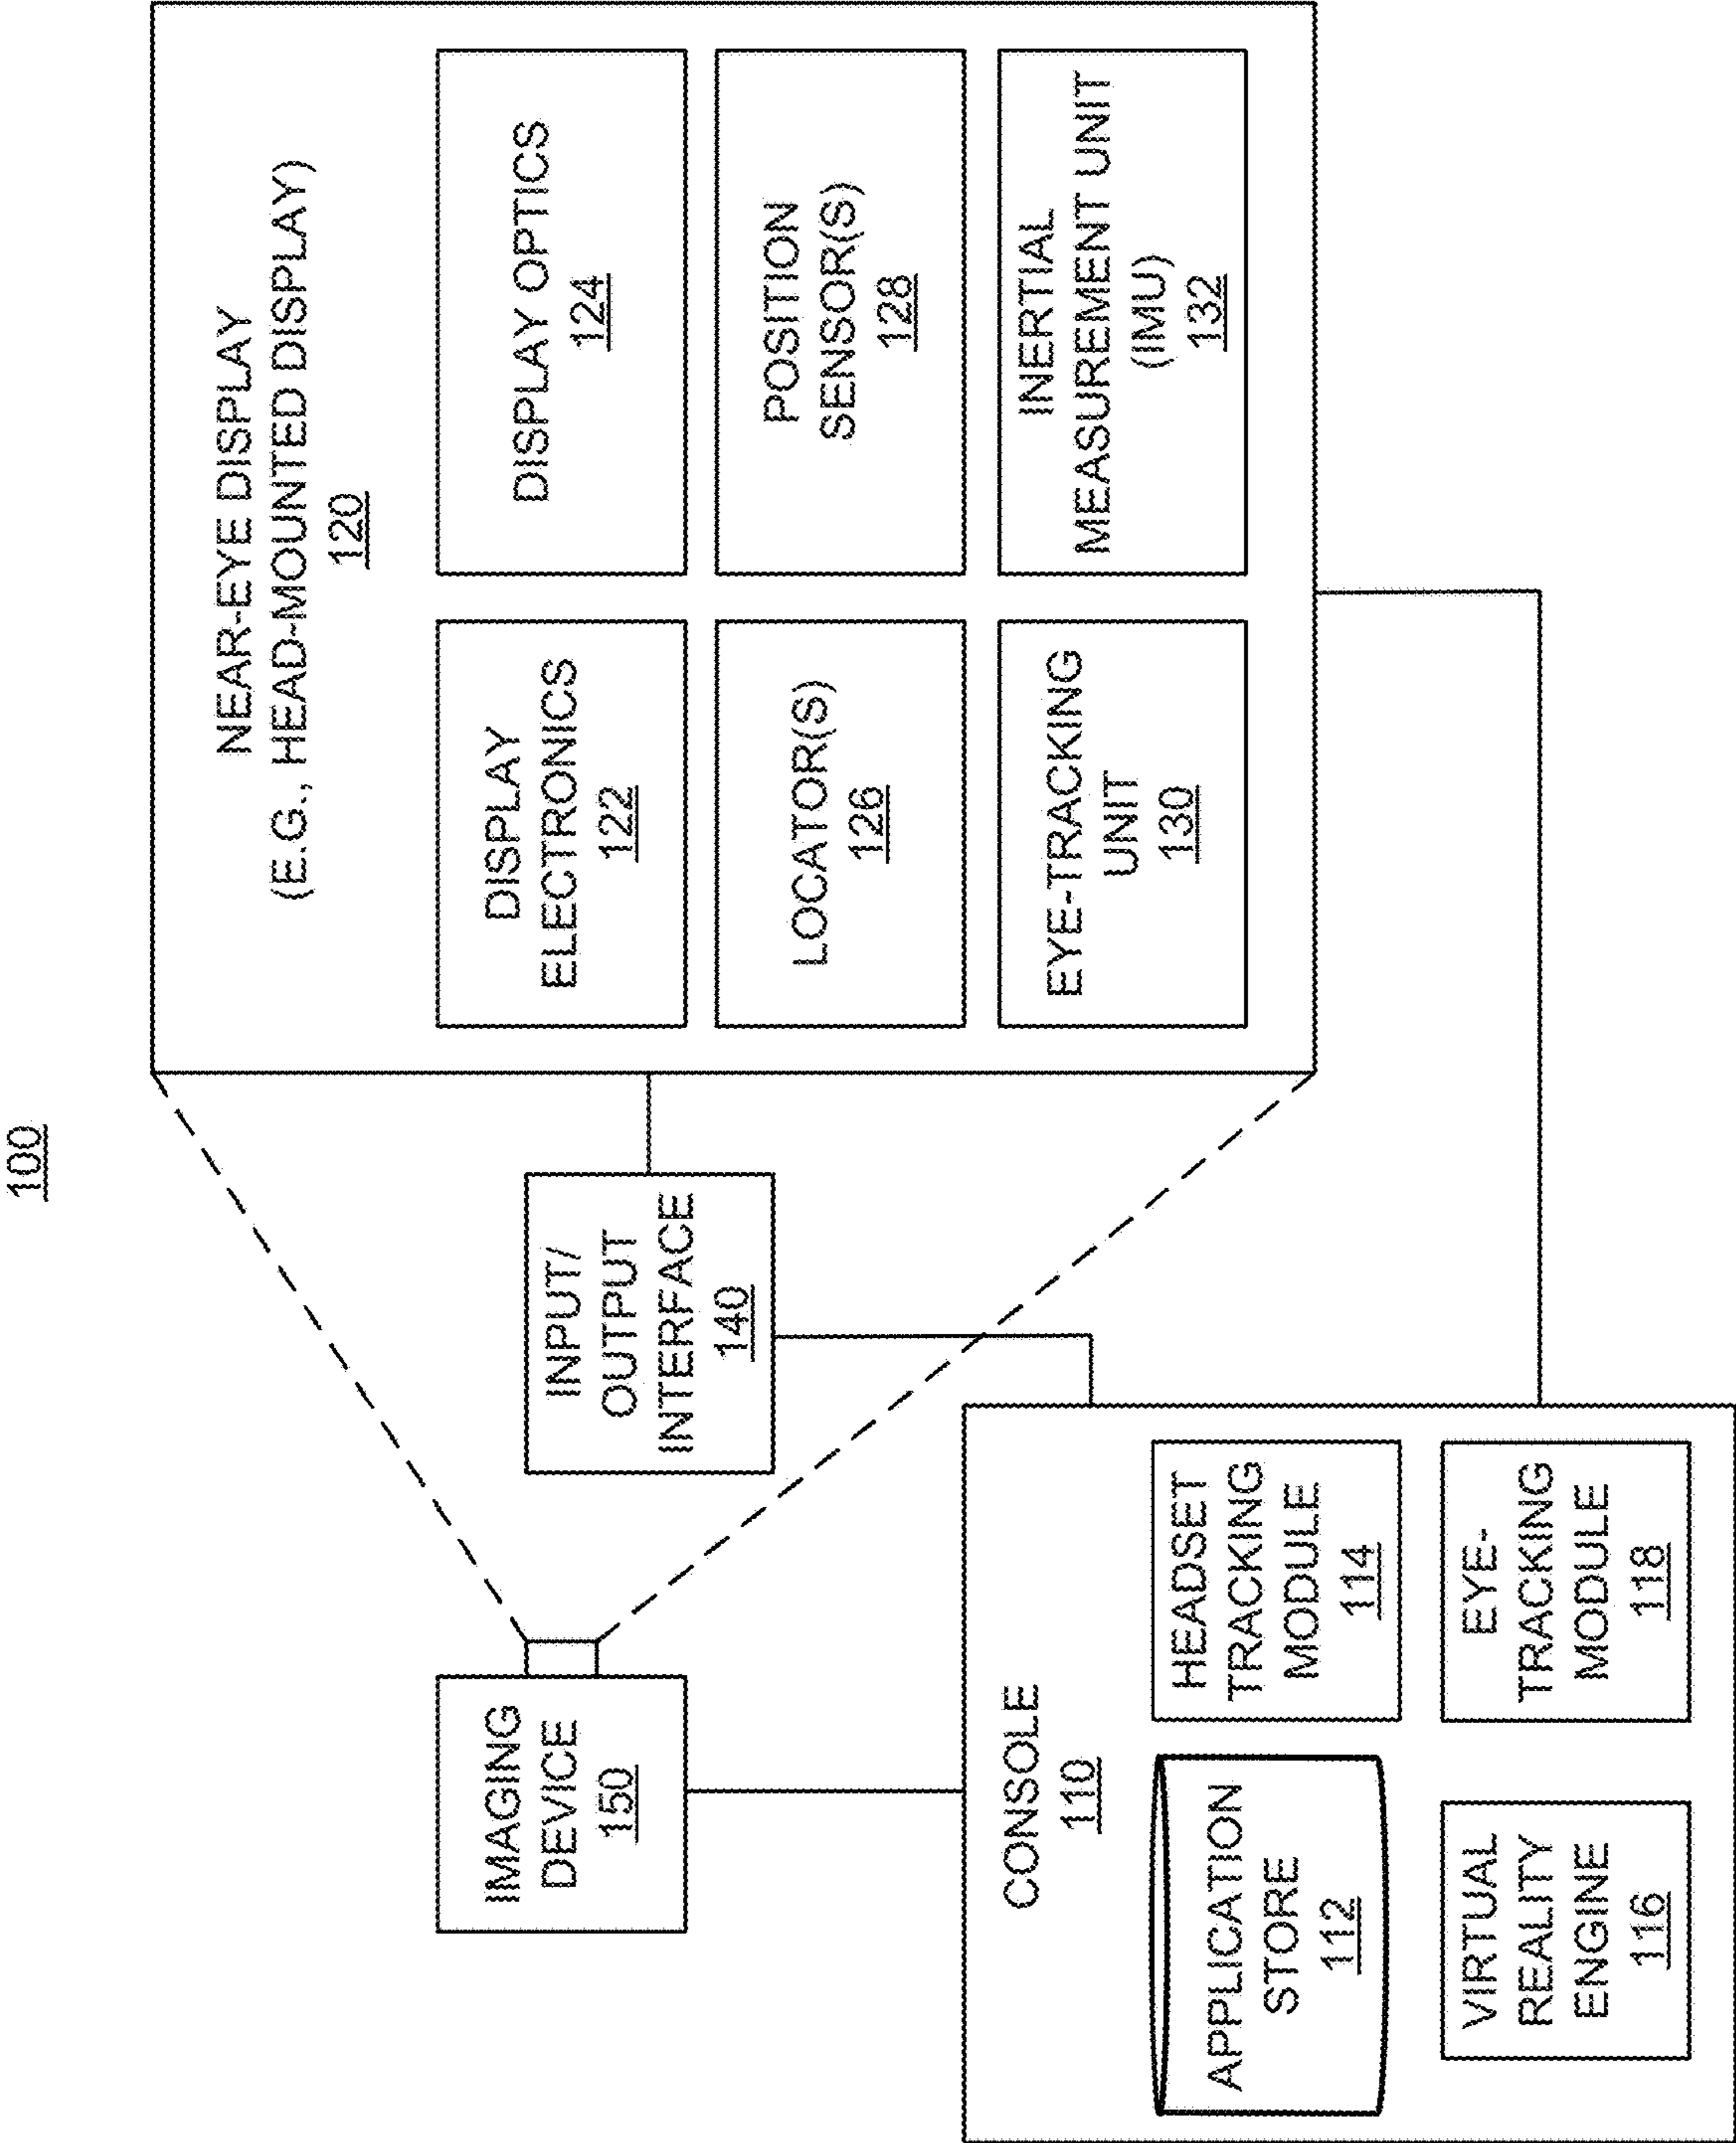 100
NEAR-EYE DISPLAY
(E.G., HEAD-MOUNTED DISPLAY)
120
DISPLAY
ELECTRONICS
122
DISPLAY OPTICS
124
LOCATOR(S)
126
POSITION
SENSOR(S)
128
EYE-TRACKING
UNIT
130
INERTIAL
MEASUREMENT UNIT
(IMU)
132
IMAGING
DEVICE
150
INPUT/
OUTPUT
INTERFACE
140
CONSOLE
110
APPLICATION
STORE
112
HEADSET
TRACKING
MODULE
114
VIRTUAL
REALITY
ENGINE
116
EYE-
TRACKING
MODULE
118